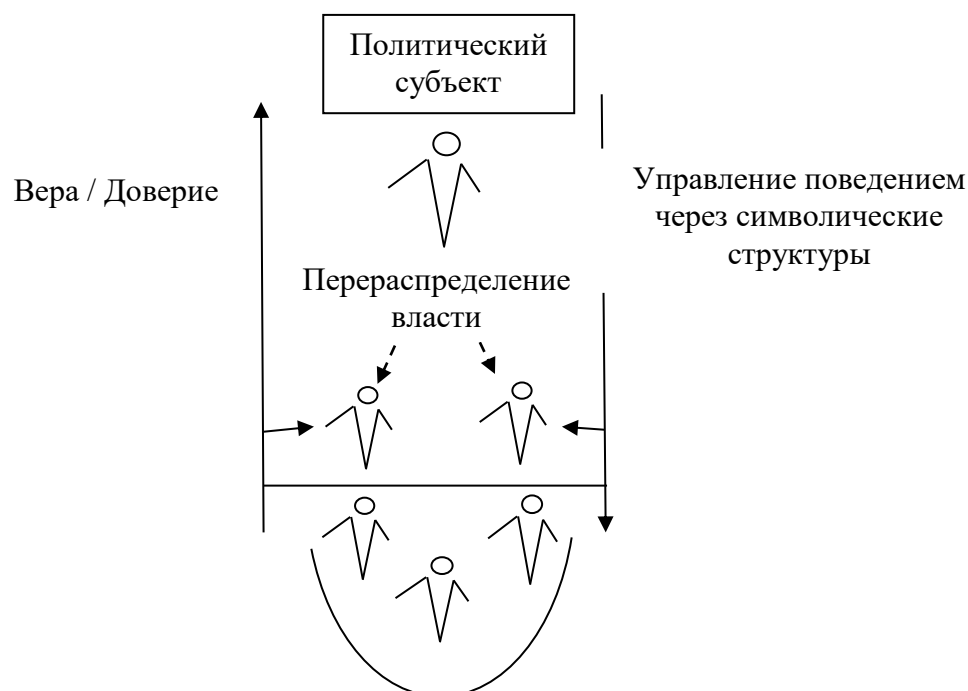 Политический
субъект
Вера / Доверие
Управление поведением
через символические
структуры
Перераспределение
власти